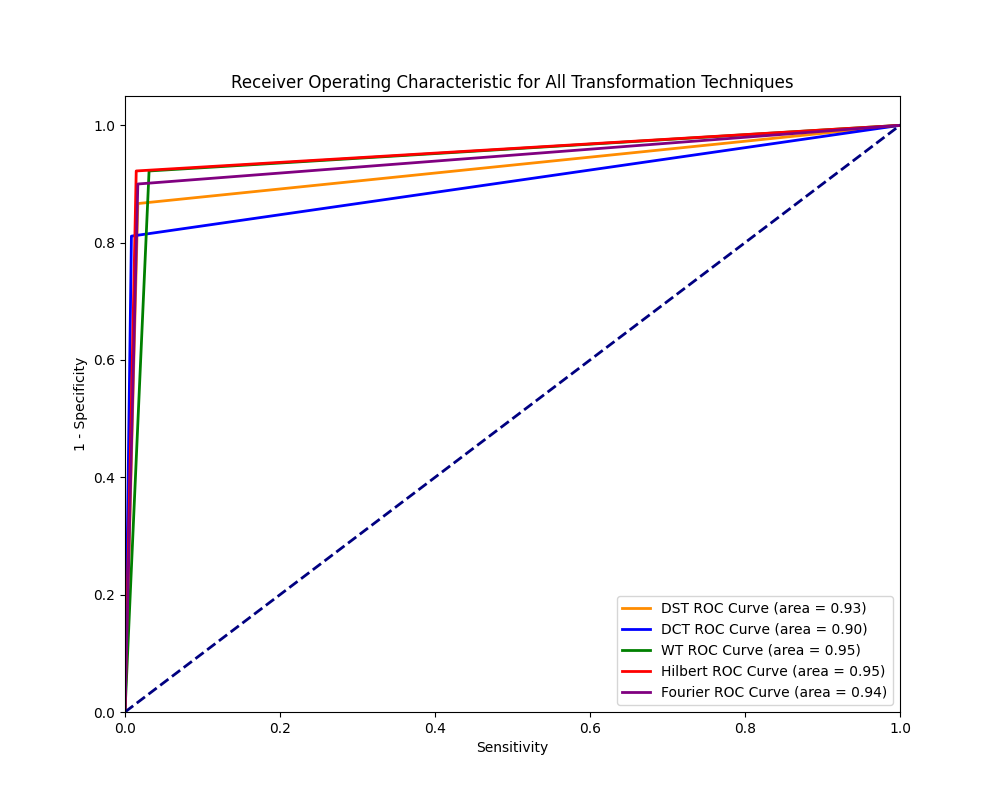 Receiver Operating Characteristic for All Transformation Techniques
1.0
0.8
0.6
0.4
0.2
0.0
1 - Specificity
0.0 0.2 0.4 0.6 0.8 1.0
Sensitivity
DST ROC Curve (area = 0.93)
DCT ROC Curve (area = 0.90)
WT ROC Curve (area = 0.95)
Hilbert ROC Curve (area = 0.95)
Fourier ROC Curve (area = 0.94)